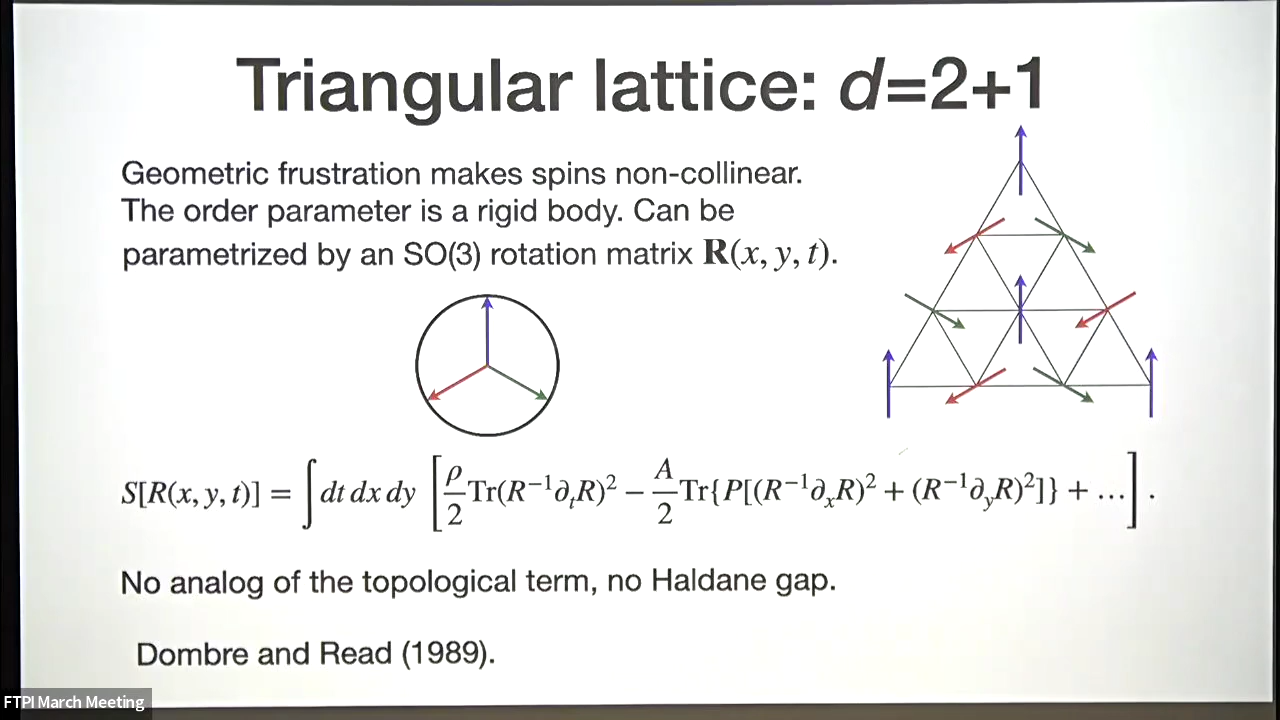 Triangular lattice: d=2+1
Geometric frustration makes spins non-collinear.
The order parameter is a rigid body. Can be
parametrized by an SO(3) rotation matrix R(x, y, t).
S[R(x, y, t)] = ∫ dt dx dy [ρ/2 Tr(R⁻¹∂ₜR)² − A/2 Tr{P[(R⁻¹∂ₓR)² + (R⁻¹∂ᵧR)²]} + ...] .
No analog of the topological term, no Haldane gap.
Dombre and Read (1989).
FTPI March Meeting